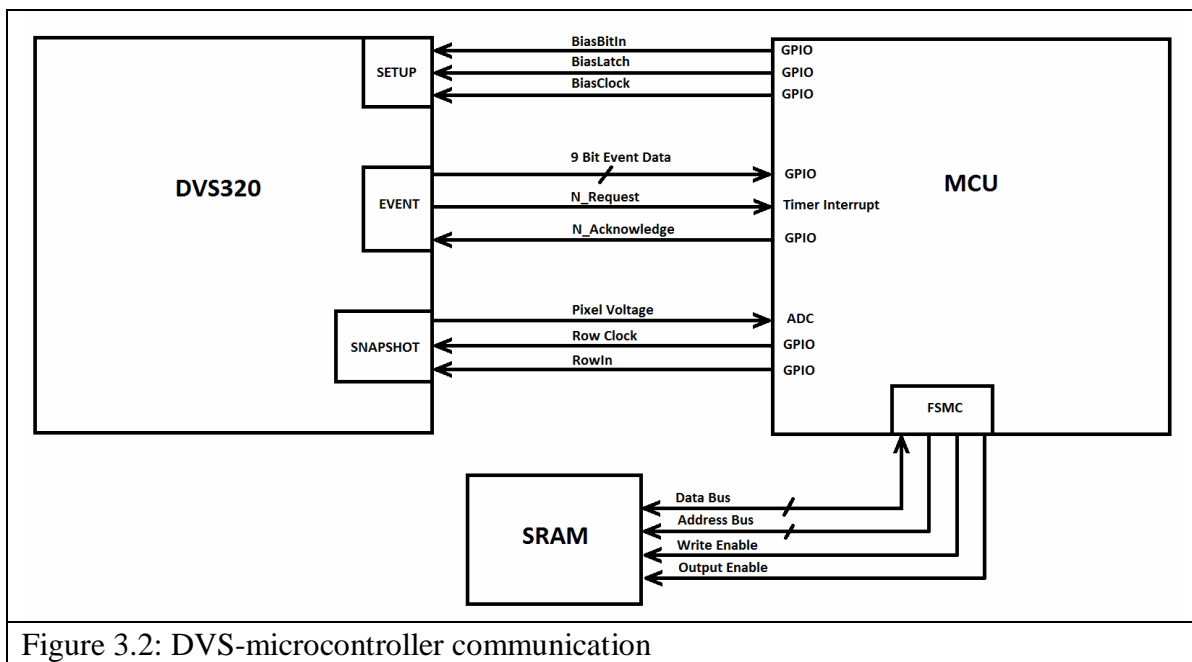 BiasBitIn
GPIO
BiasLatch
SETUP
GPIO
BiasClock
GPIO
9 Bit Event Data
GPIO
DVS320
MCU
N_Request
EVENT
Timer Interrupt
N_Acknowledge
GPIO
Pixel Voltage
ADC
Row Clock
SNAPSHOT
GPIO
RowIn
GPIO
FSMC
Data Bus
Address Bus
SRAM
Write Enable
Output Enable
Figure 3.2: DVS-microcontroller communication